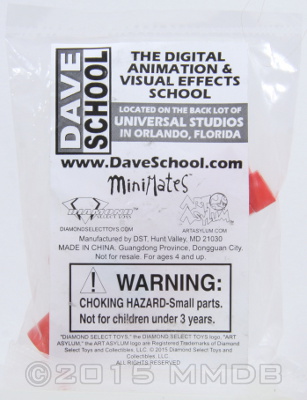 DAVE SCHOOL
THE DIGITAL
ANIMATION &
VISUAL EFFECTS
SCHOOL
LOCATED ON THE BACK LOT OF
UNIVERSAL STUDIOS
IN ORLANDO, FLORIDA
www.DaveSchool.com
MiniMates
DIAMONDSELECTTOYS.COM
ARTASYLUM.COM
Manufactured by DST, Hunt Valley, MD 21030
MADE IN CHINA. Guangdong Province, Dongguan City.
Not for resale. For ages 4 and up.
WARNING:
CHOKING HAZARD-Small parts.
Not for children under 3 years.
"DIAMOND SELECT TOYS," the DIAMOND SELECT TOYS logo, "ART
ASYLUM," the ART ASYLUM logo are Registered Trademarks of Diamond
Select Toys and Collectibles, LLC. © 2015 Diamond Select Toys and
Collectibles, LLC.
ALL RIGHTS RESERVED
©2015 MMDB